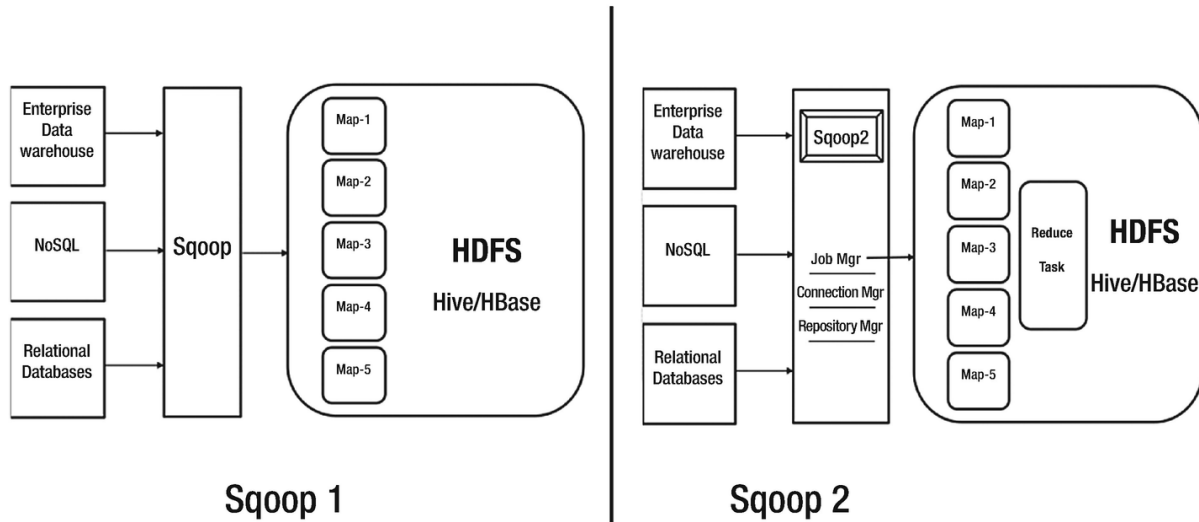 Enterprise
Data
warehouse
NoSQL
Relational
Databases
Sqoop
Map-1
Map-2
Map-3
Map-4
Map-5
HDFS
Hive/HBase
Sqoop 1
Enterprise
Data
warehouse
NoSQL
Relational
Databases
Sqoop2
Job Mgr
Connection Mgr
Repository Mgr
Map-1
Map-2
Map-3
Map-4
Map-5
Reduce
Task
HDFS
Hive/HBase
Sqoop 2